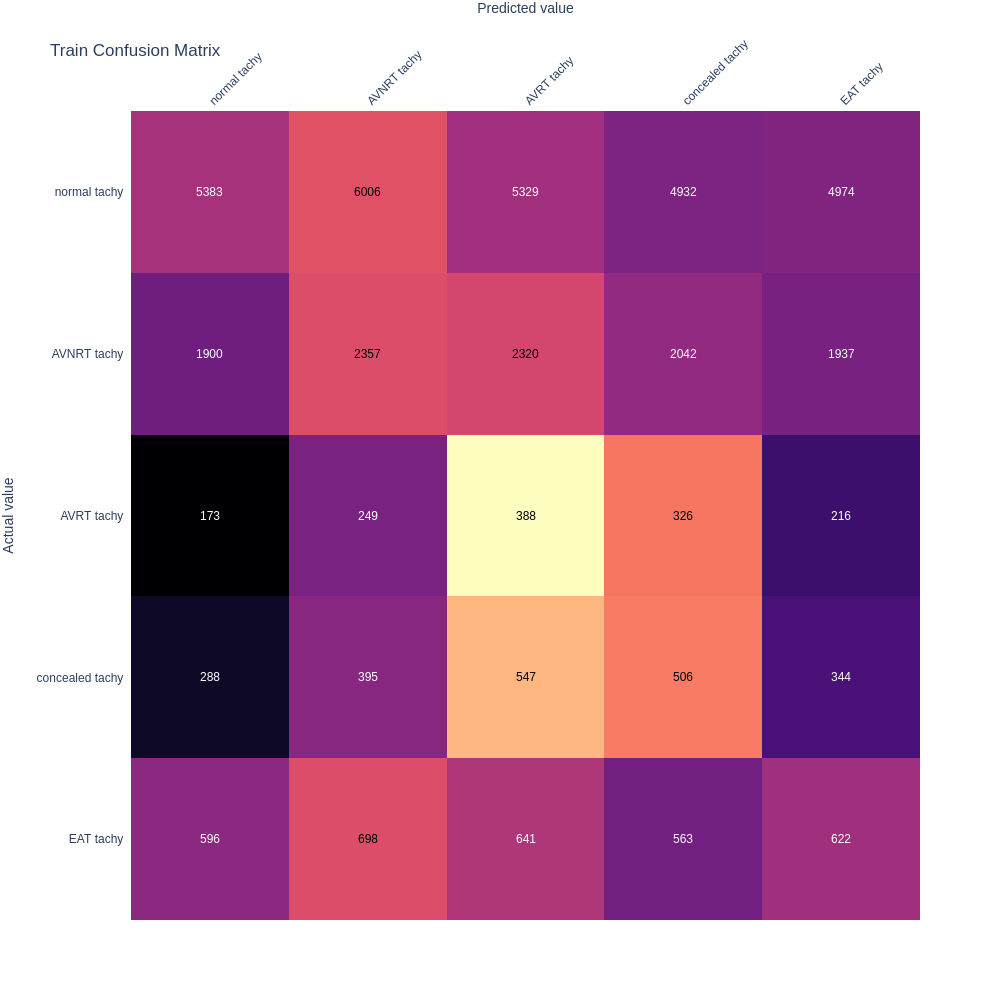 Predicted value
Train Confusion Matrix
normal tachy AVNRT tachy AVRT tachy concealed tachy EAT tachy
normal tachy 5383 6006 5329 4932 4974
AVNRT tachy 1900 2357 2320 2042 1937
AVRT tachy 173 249 388 326 216
concealed tachy 288 395 547 506 344
EAT tachy 596 698 641 563 622
Actual value